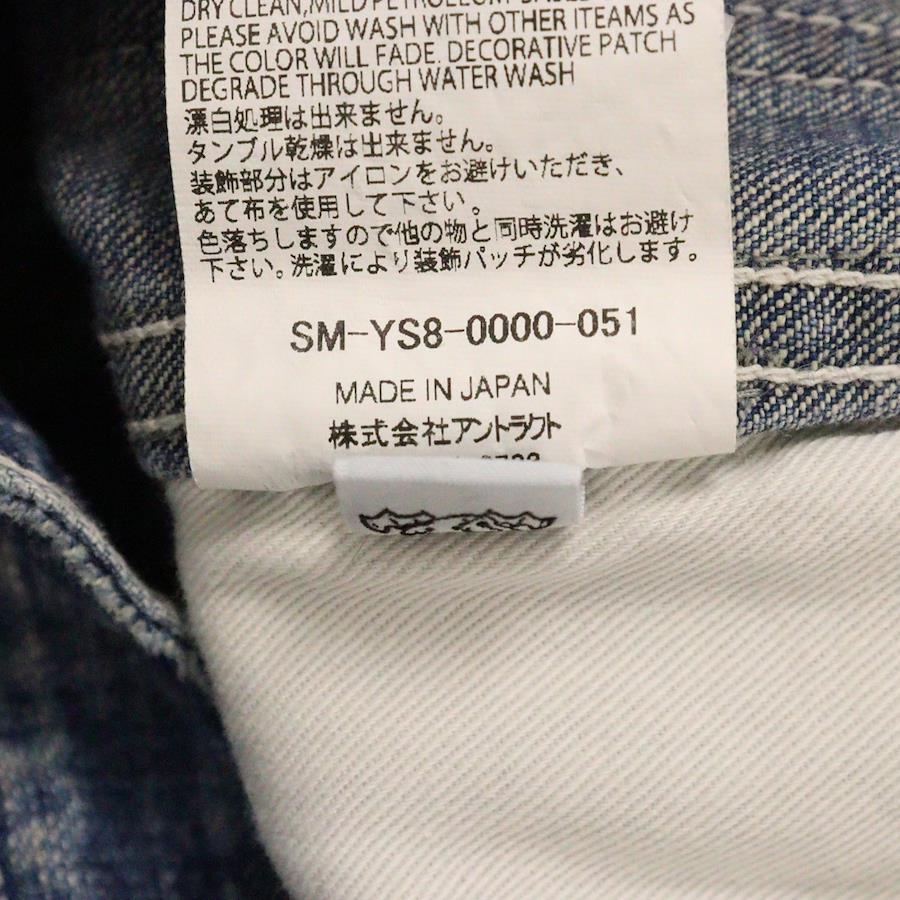 DRY CLEAN,MILD PETROLEUM
PLEASE AVOID WASH WITH OTHER ITEAMS AS
THE COLOR WILL FADE. DECORATIVE PATCH
DEGRADE THROUGH WATER WASH
漂白処理は出来ません。
タンブル乾燥は出来ません。
装飾部分はアイロンをお避けいただき、
あて布を使用して下さい。
色落ちしますので他の物と同時洗濯はお避け
下さい。洗濯により装飾パッチが劣化します。
SM-YS8-0000-051
MADE IN JAPAN
株式会社アントラクト